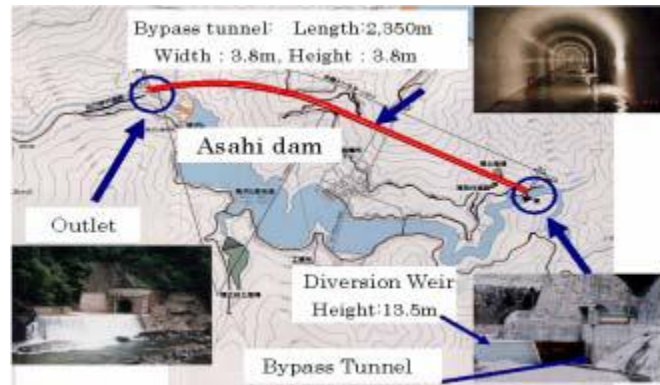 Bypass tunnel: Length:2,350m
Width : 3.8m, Height : 3.8m
Asahi dam
Outlet
Diversion Weir
Height:13.5m
Bypass Tunnel